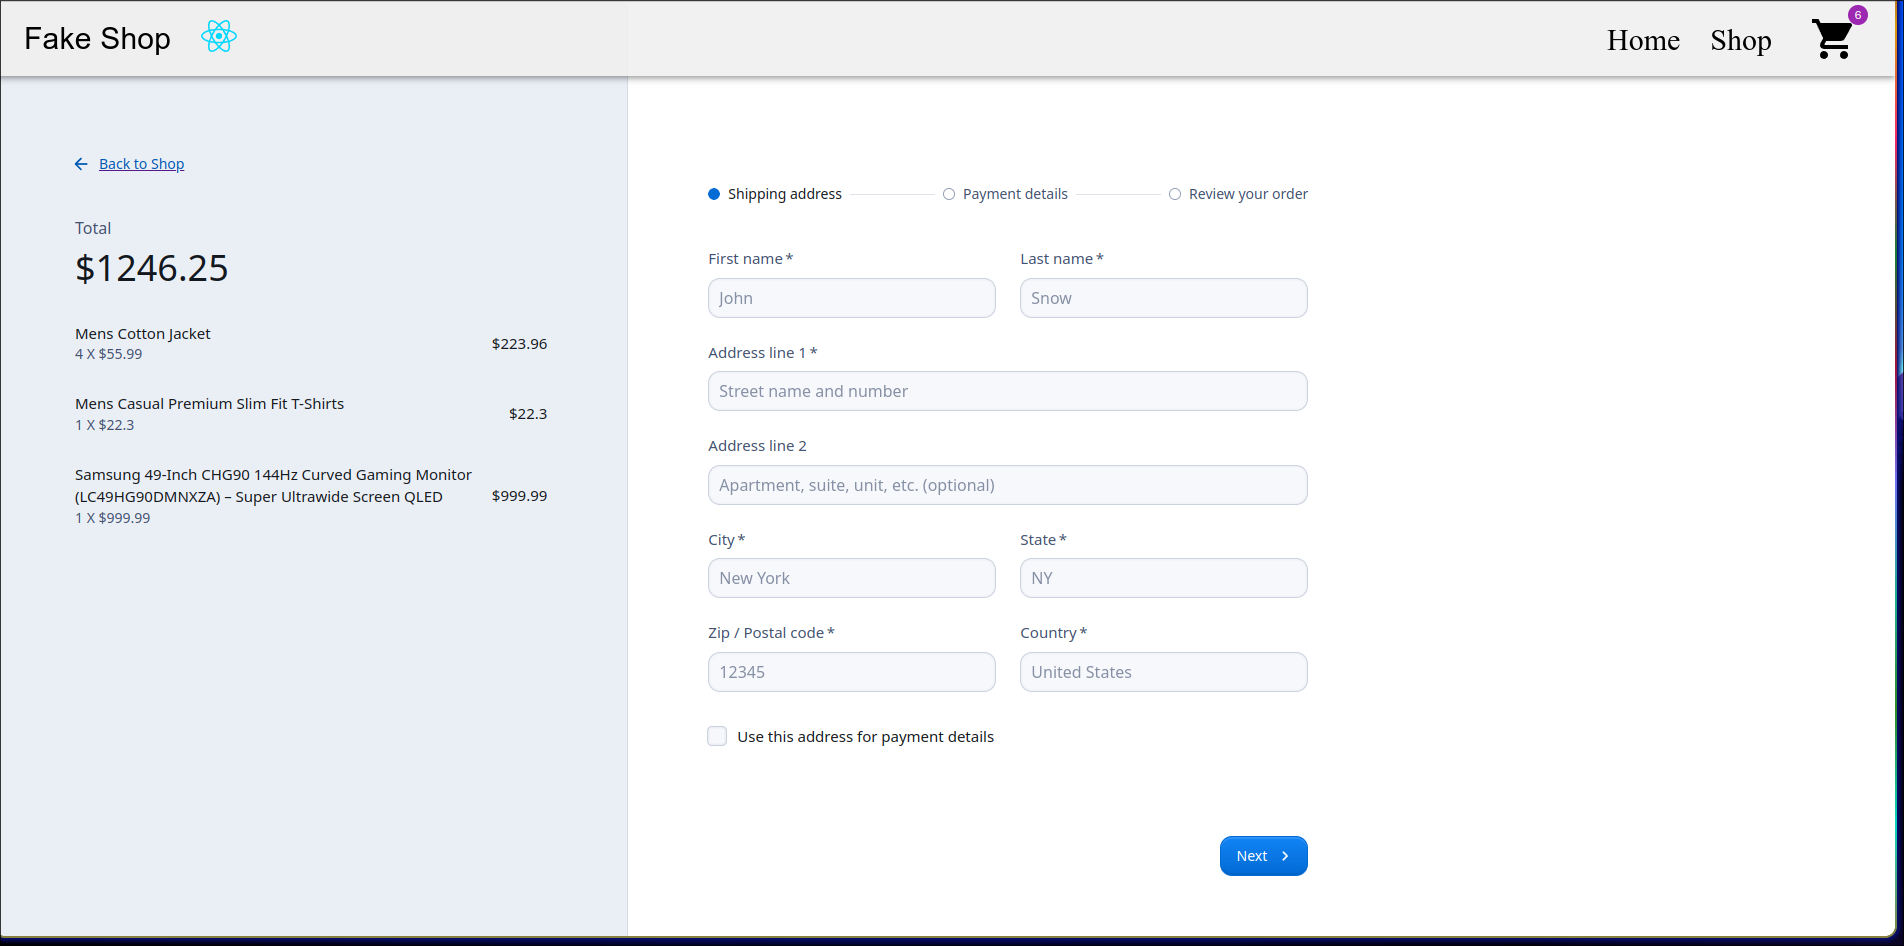 Fake Shop
Home
Shop
6
Back to Shop
Total
$1246.25
Mens Cotton Jacket
4 X $55.99
$223.96
Mens Casual Premium Slim Fit T-Shirts
1 X $22.3
$22.3
Samsung 49-Inch CHG90 144Hz Curved Gaming Monitor
(LC49HG90DMNXZA) – Super Ultrawide Screen QLED
1 X $999.99
$999.99
Shipping address
Payment details
Review your order
First name *
Last name *
John
Snow
Address line 1 *
Street name and number
Address line 2
Apartment, suite, unit, etc. (optional)
City *
State *
New York
NY
Zip / Postal code *
Country *
12345
United States
Use this address for payment details
Next